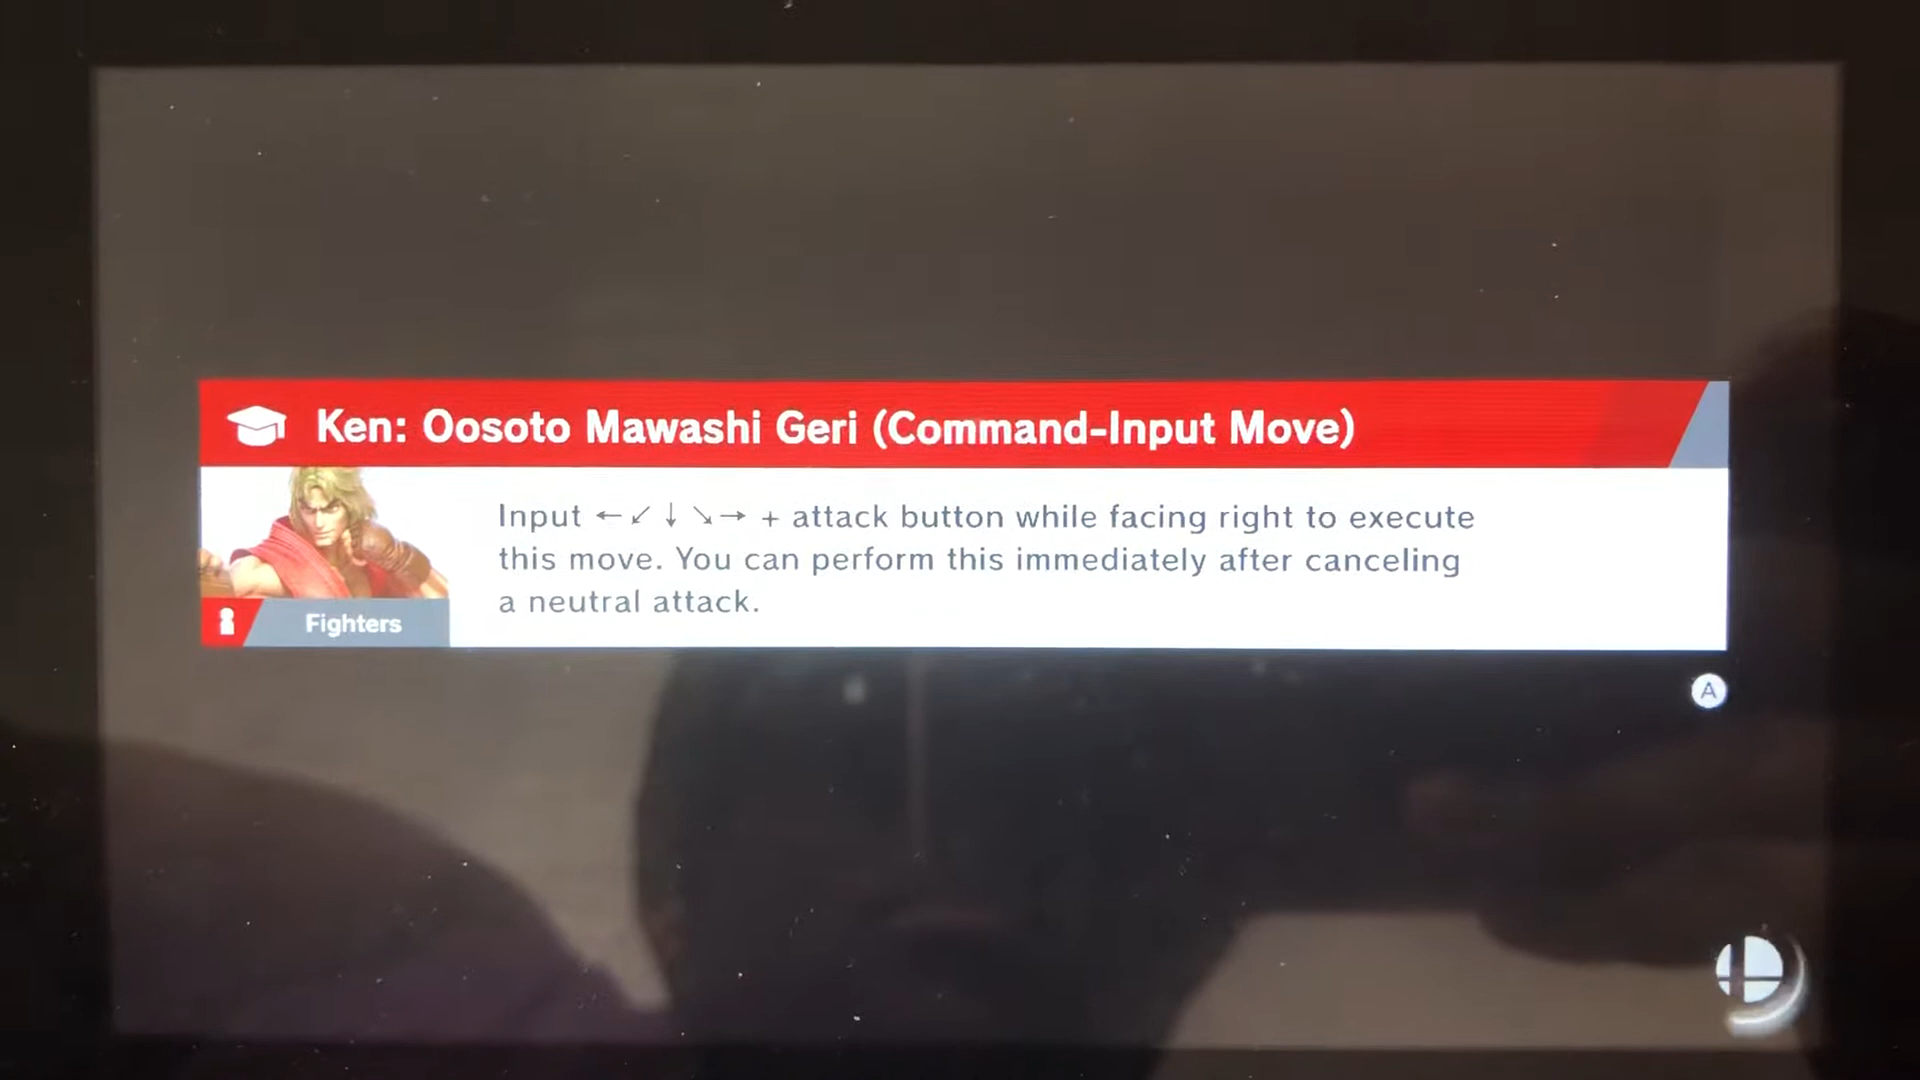 Ken: Oosoto Mawashi Geri (Command-Input Move)
Input ←↙↓↘→ + attack button while facing right to execute
this move. You can perform this immediately after canceling
a neutral attack.
Fighters
A